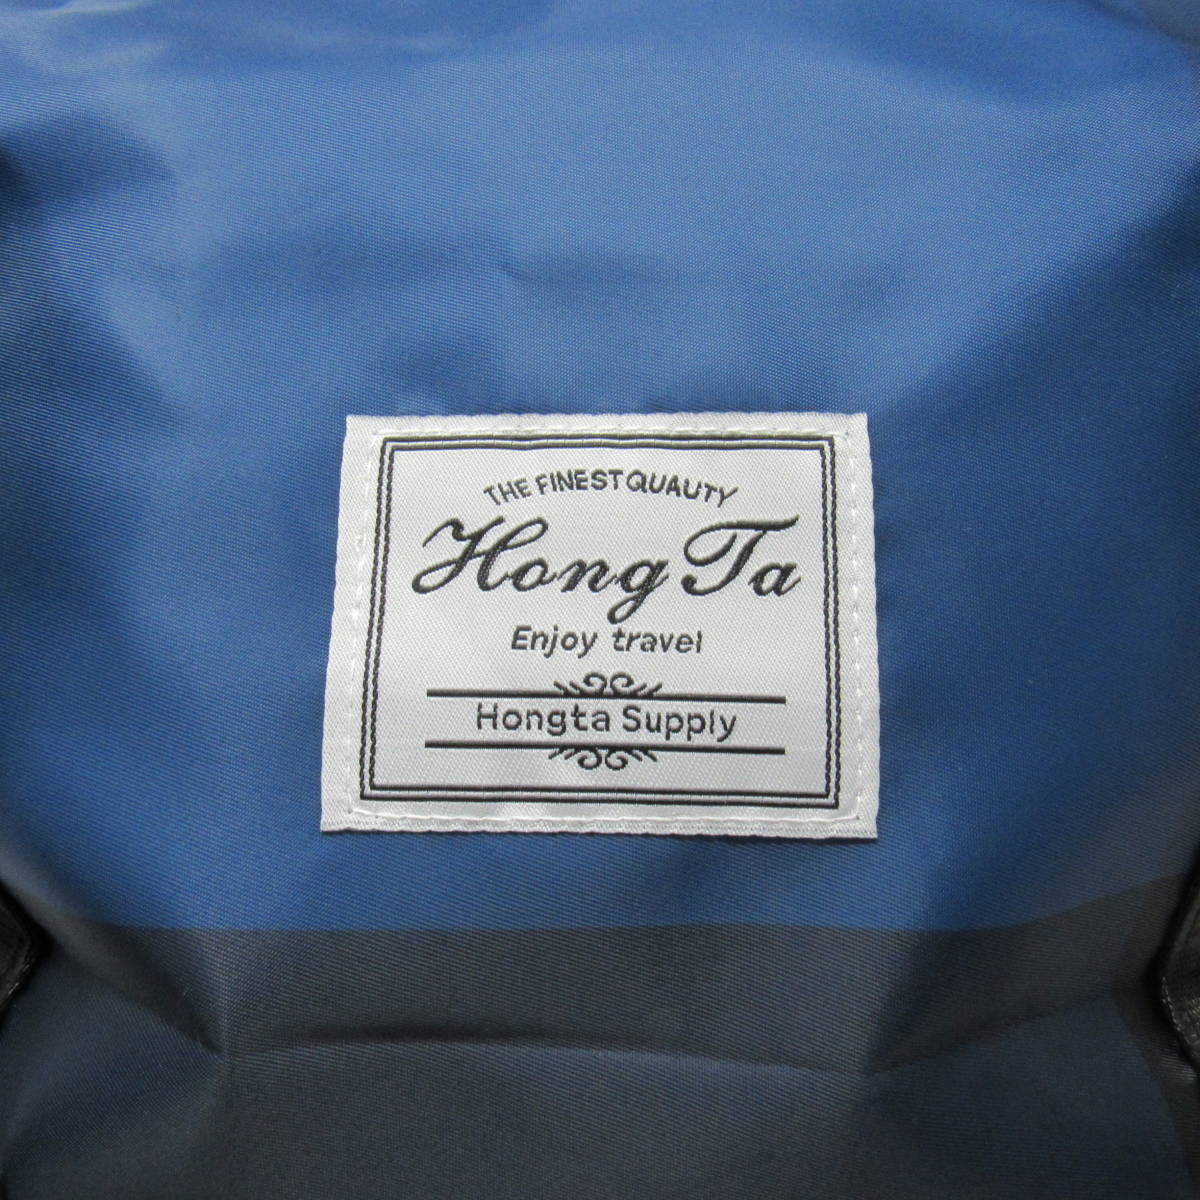 THE FINEST QUAUTY
Hong Ta
Enjoy travel
Hongta Supply